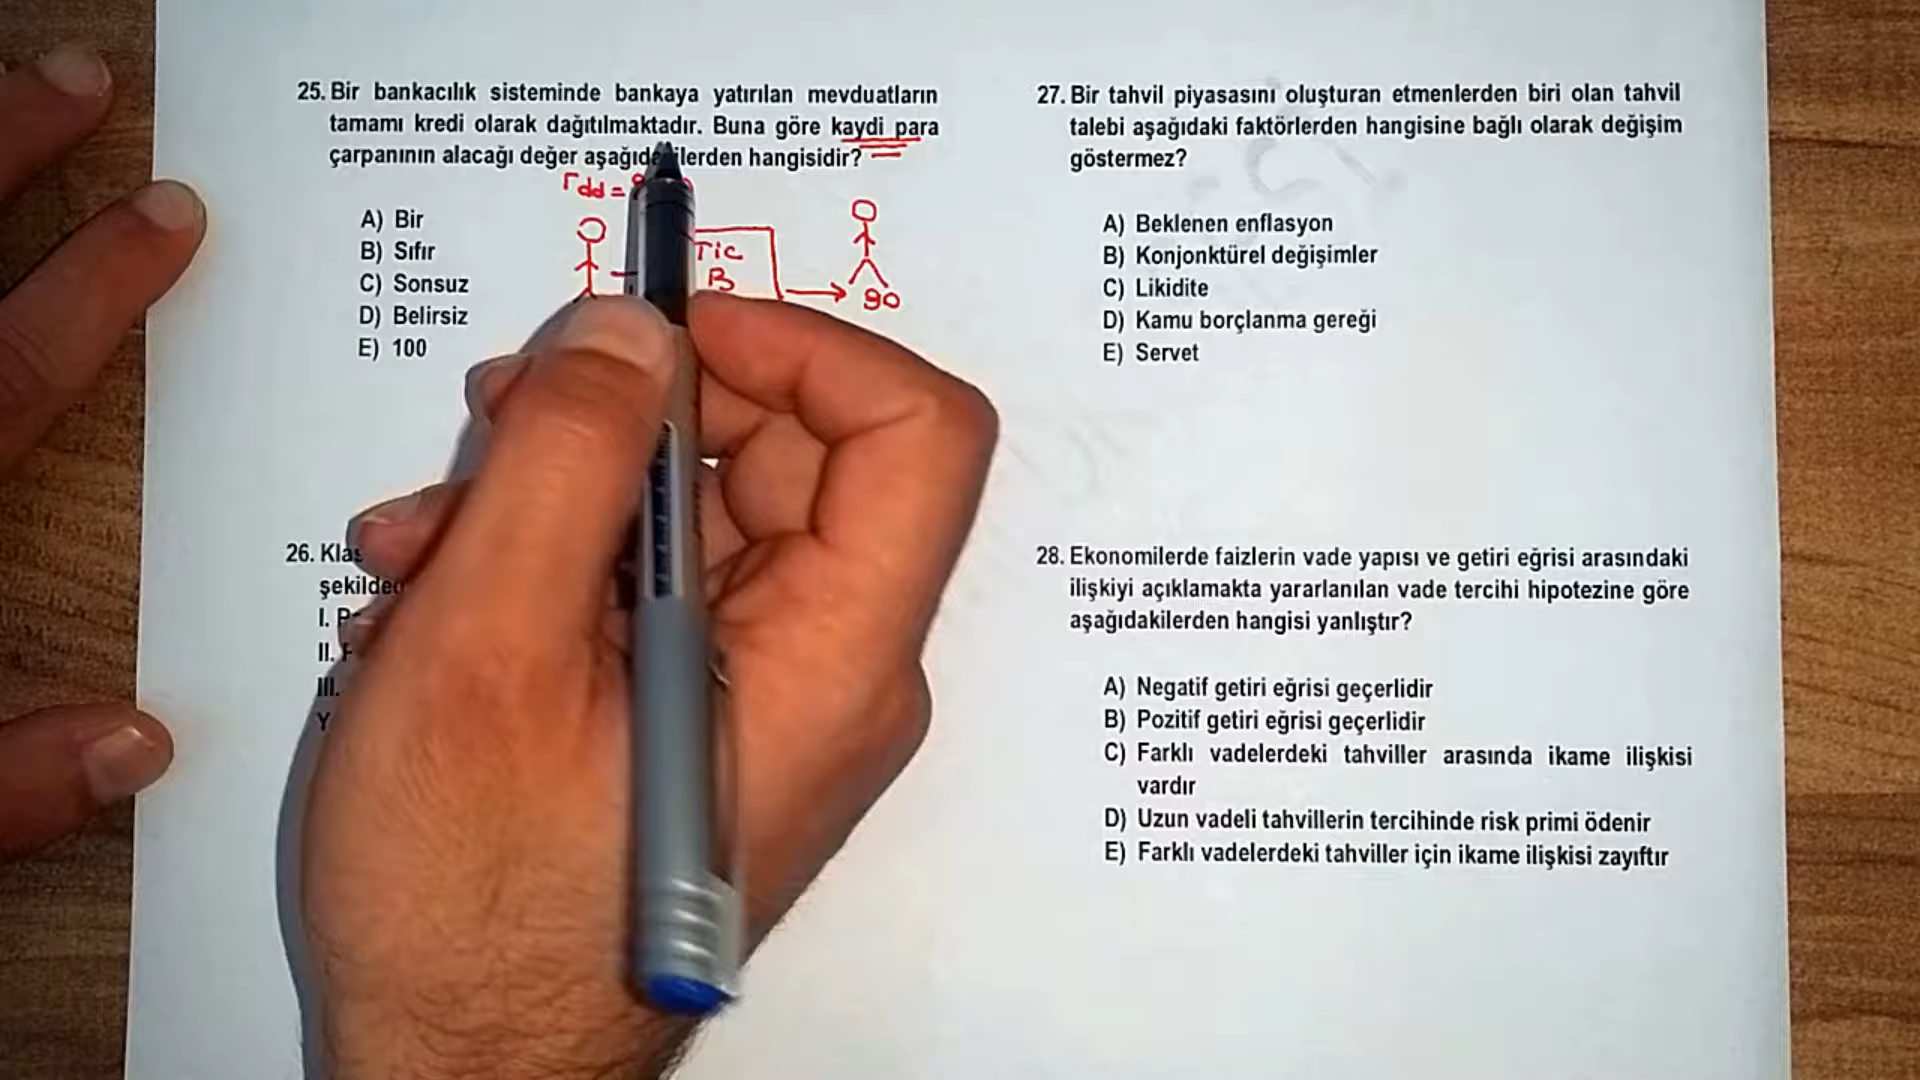 25. Bir bankacılık sisteminde bankaya yatırılan mevduatların
tamamı kredi olarak dağıtılmaktadır. Buna göre kaydi para
çarpanının alacağı değer hangisidir?
rdd =
A) Bir
B) Sıfır
C) Sonsuz
D) Belirsiz
E) 100
Tic
B
90
26.
I.
II.
III.
27. Bir tahvil piyasasını oluşturan etmenlerden biri olan tahvil
talebi aşağıdaki faktörlerden hangisine bağlı olarak değişim
göstermez?
A) Beklenen enflasyon
B) Konjonktürel değişimler
C) Likidite
D) Kamu borçlanma gereği
E) Servet
28. Ekonomilerde faizlerin vade yapısı ve getiri eğrisi arasındaki
ilişkiyi açıklamakta yararlanılan vade tercihi hipotezine göre
aşağıdakilerden hangisi yanlıştır?
A) Negatif getiri eğrisi geçerlidir
B) Pozitif getiri eğrisi geçerlidir
C) Farklı vadelerdeki tahviller arasında ikame ilişkisi
vardır
D) Uzun vadeli tahvillerin tercihinde risk primi ödenir
E) Farklı vadelerdeki tahviller için ikame ilişkisi zayıftır